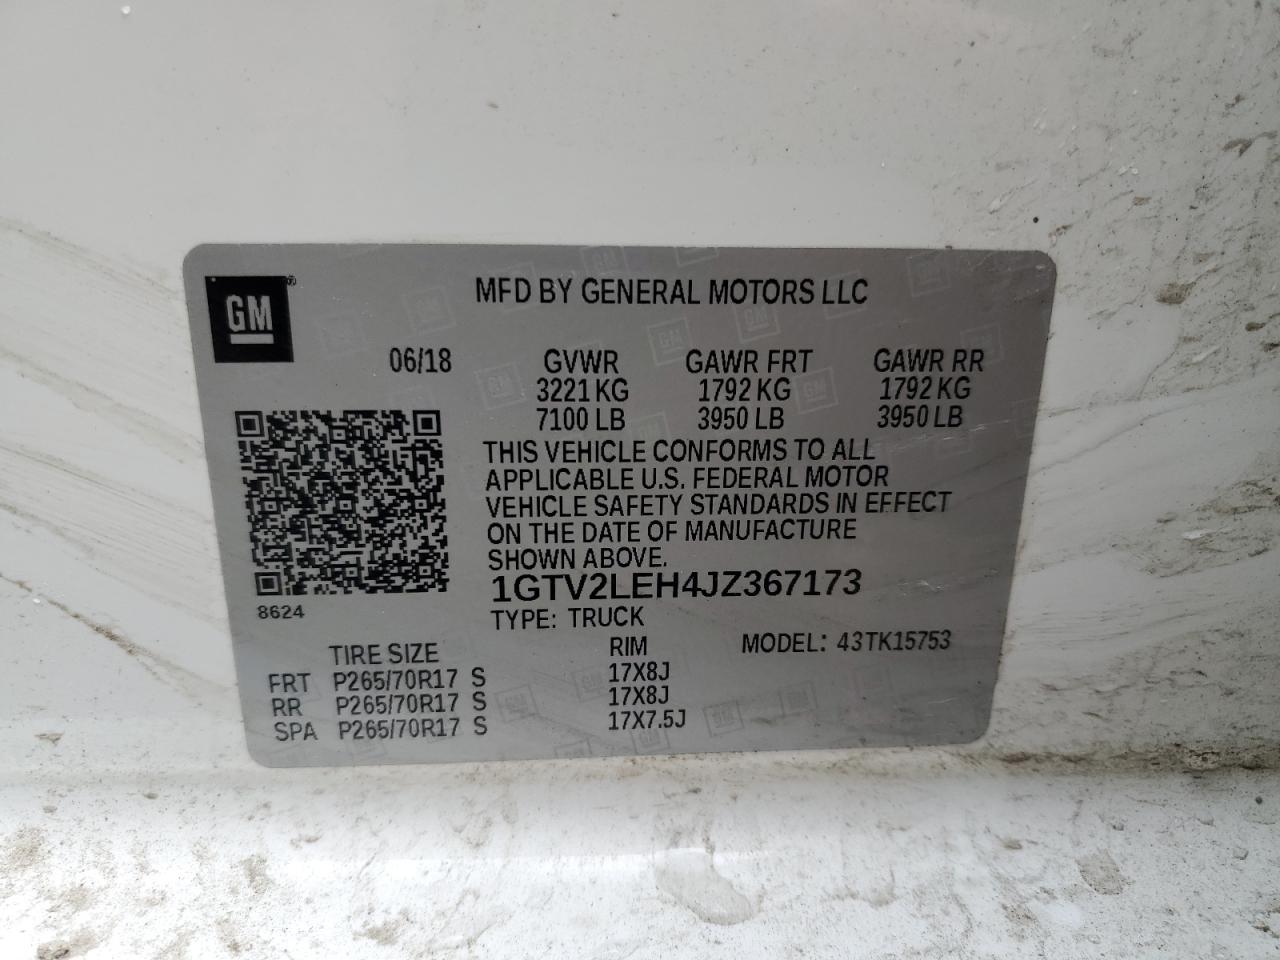 GM
MFD BY GENERAL MOTORS LLC
06/18 GVWR GAWR FRT GAWR RR
3221 KG 1792 KG 1792 KG
7100 LB 3950 LB 3950 LB
THIS VEHICLE CONFORMS TO ALL
APPLICABLE U.S. FEDERAL MOTOR
VEHICLE SAFETY STANDARDS IN EFFECT
ON THE DATE OF MANUFACTURE
SHOWN ABOVE.
1GTV2LEH4JZ367173
8624
TYPE: TRUCK
TIRE SIZE RIM MODEL: 43TK15753
FRT P265/70R17 S 17X8J
RR P265/70R17 S 17X8J
SPA P265/70R17 S 17X7.5J